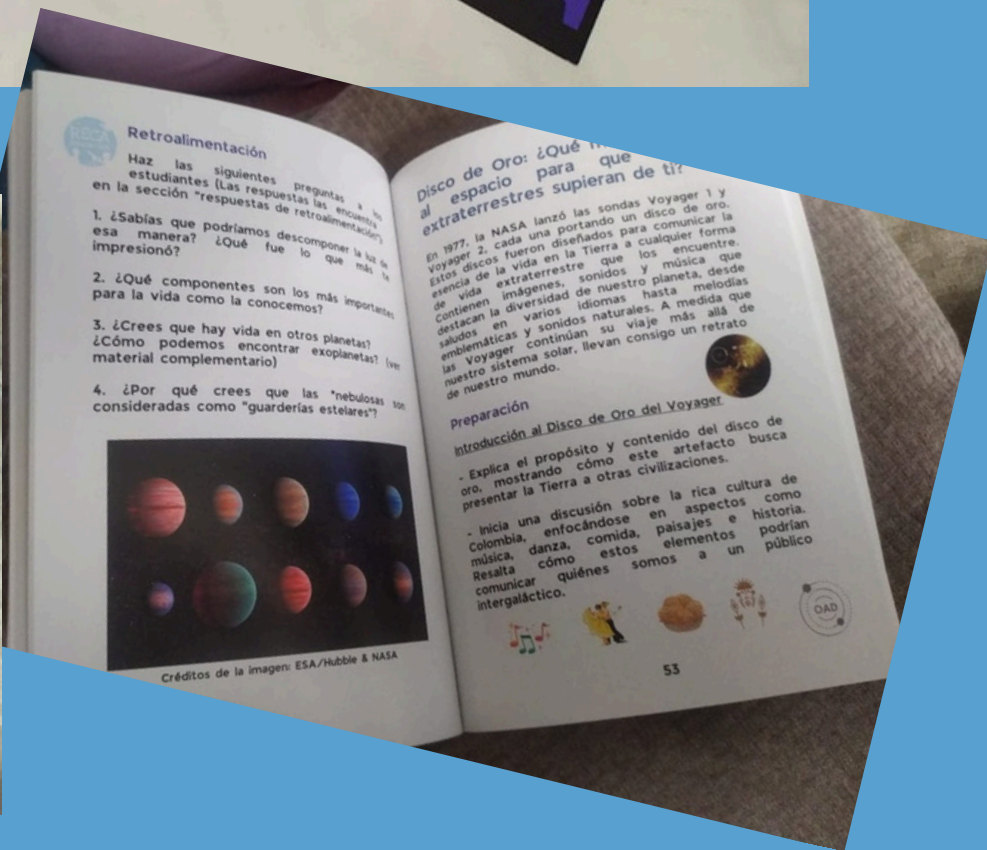 RECA
Retroalimentación
Haz las siguientes preguntas a los
estudiantes (Las respuestas las encuentra
en la sección "respuestas de retroalimentación")
1. ¿Sabías que podríamos descomponer la luz de
esa manera? ¿Qué fue lo que más te
impresionó?
2. ¿Qué componentes son los más importantes
para la vida como la conocemos?
3. ¿Crees que hay vida en otros planetas?
¿Cómo podemos encontrar exoplanetas? (ver
material complementario)
4. ¿Por qué crees que las "nebulosas son
consideradas como "guarderías estelares"?
Créditos de la imagen: ESA/Hubble & NASA
Disco de Oro: ¿Qué
al espacio para que
extraterrestres supieran de ti?
En 1977, la NASA lanzó las sondas Voyager 1 y
Voyager 2, cada una portando un disco de oro.
Estos discos fueron diseñados para comunicar la
esencia de la vida en la Tierra a cualquier forma
de vida extraterrestre que los encuentre.
Contienen imágenes, sonidos y música que
destacan la diversidad de nuestro planeta, desde
saludos en varios idiomas hasta melodías
emblemáticas y sonidos naturales. A medida que
las Voyager continúan su viaje más allá de
nuestro sistema solar, llevan consigo un retrato
de nuestro mundo.
Preparación
Introducción al Disco de Oro del Voyager
- Explica el propósito y contenido del disco de
oro, mostrando cómo este artefacto busca
presentar la Tierra a otras civilizaciones.
- Inicia una discusión sobre la rica cultura de
Colombia, enfocándose en aspectos como
música, danza, comida, paisajes e historia.
Resalta cómo estos elementos podrían
comunicar quiénes somos a un público
intergaláctico.
OAD
53